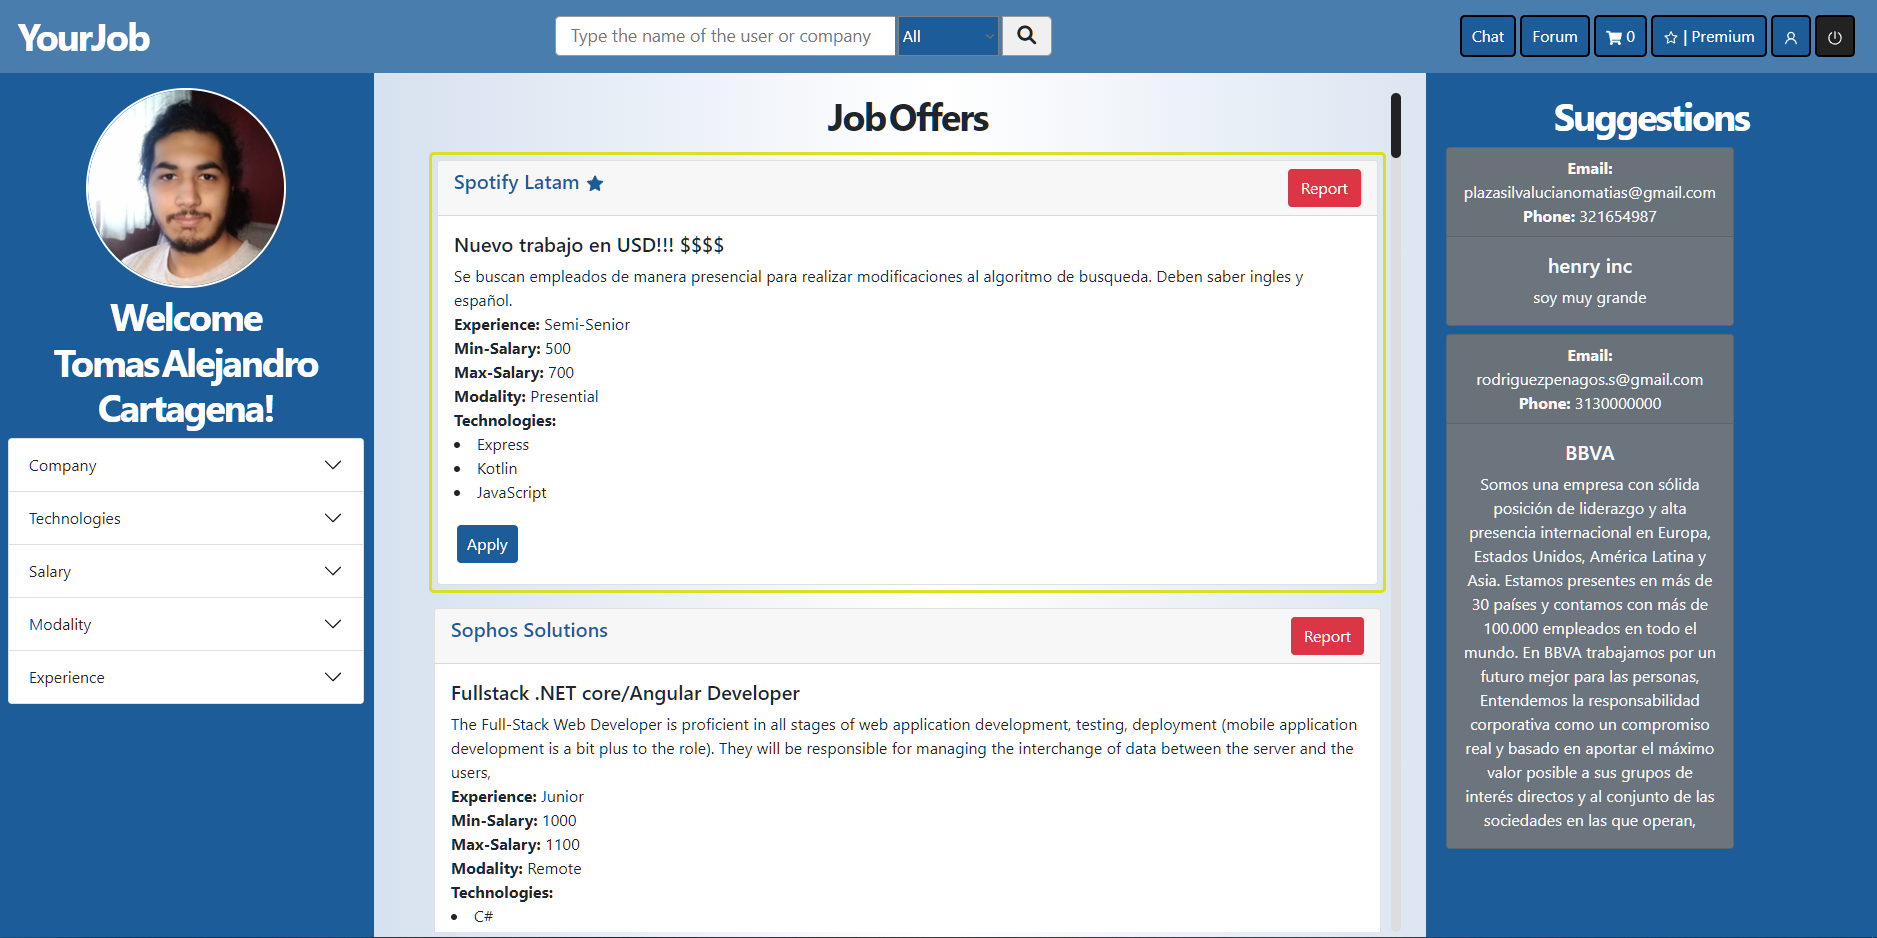 YourJob
Type the name of the user or company
All
Chat
Forum
0
| Premium
Welcome
Tomas Alejandro
Cartagena!
Company
Technologies
Salary
Modality
Experience
Job Offers
Spotify Latam
Report
Nuevo trabajo en USD!!! $$$$
Se buscan empleados de manera presencial para realizar modificaciones al algoritmo de busqueda. Deben saber ingles y
español.
Experience: Semi-Senior
Min-Salary: 500
Max-Salary: 700
Modality: Presential
Technologies:
• Express
• Kotlin
• JavaScript
Apply
Sophos Solutions
Report
Fullstack .NET core/Angular Developer
The Full-Stack Web Developer is proficient in all stages of web application development, testing, deployment (mobile application
development is a bit plus to the role). They will be responsible for managing the interchange of data between the server and the
users,
Experience: Junior
Min-Salary: 1000
Max-Salary: 1100
Modality: Remote
Technologies:
• C#
Suggestions
Email:
plazasilvalucianomatias@gmail.com
Phone: 321654987
henry inc
soy muy grande
Email:
rodriguezpenagos.s@gmail.com
Phone: 3130000000
BBVA
Somos una empresa con sólida
posición de liderazgo y alta
presencia internacional en Europa,
Estados Unidos, América Latina y
Asia. Estamos presentes en más de
30 países y contamos con más de
100.000 empleados en todo el
mundo. En BBVA trabajamos por un
futuro mejor para las personas,
Entendemos la responsabilidad
corporativa como un compromiso
real y basado en aportar el máximo
valor posible a sus grupos de
interés directos y al conjunto de las
sociedades en las que operan,